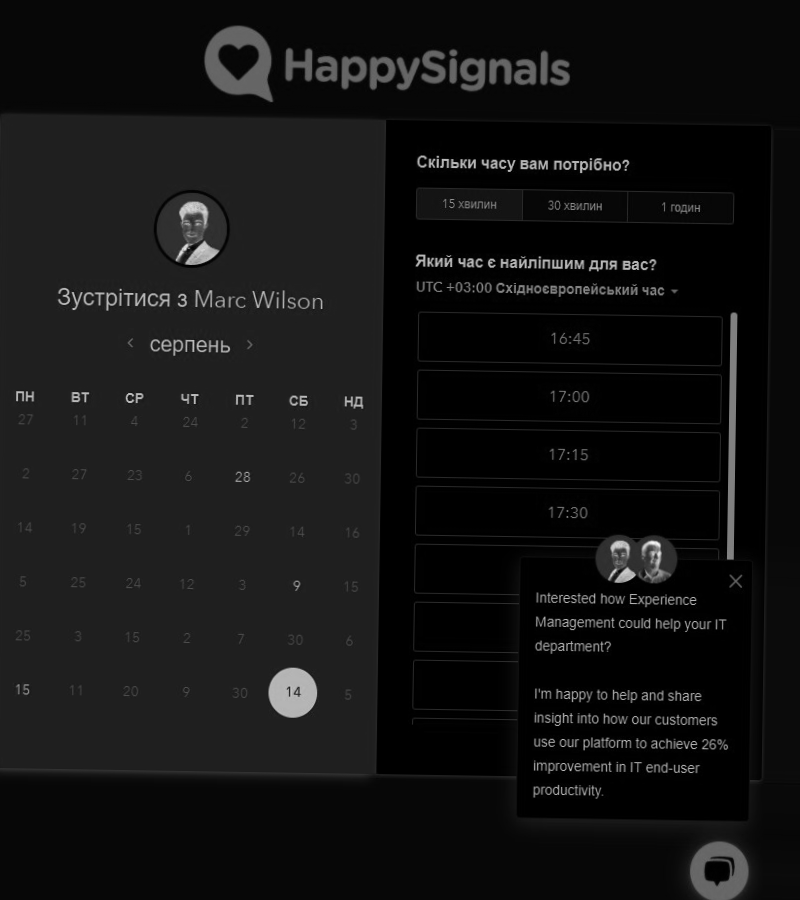 HappySignals
Зустрітися з Marc Wilson
серпень
ПН ВТ СР ЧТ ПТ СБ НД
27 11 4 24 2 12 3
2 27 23 6 28 26 30
14 19 15 1 29 14 16
5 25 24 12 3 9 15
25 3 15 2 7 30 6
15 11 20 9 30 14 5
Скільки часу вам потрібно?
15 хвилин 30 хвилин 1 годин
Який час є найліпшим для вас?
UTC +03:00 Східноєвропейський час
16:45
17:00
17:15
17:30
Interested how Experience
Management could help your IT
department?
I'm happy to help and share
insight into how our customers
use our platform to achieve 26%
improvement in IT end-user
productivity.